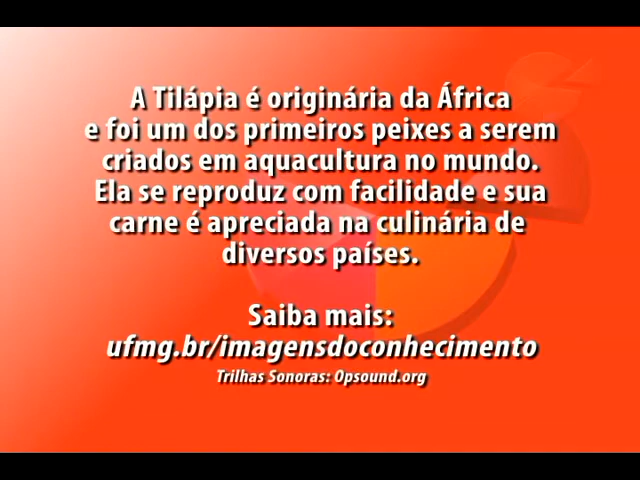 A Tilápia é originária da África
e foi um dos primeiros peixes a serem
criados em aquacultura no mundo.
Ela se reproduz com facilidade e sua
carne é apreciada na culinária de
diversos países.
Saiba mais:
ufmg.br/imagensdoconhecimento
Trilhas Sonoras: Opsound.org